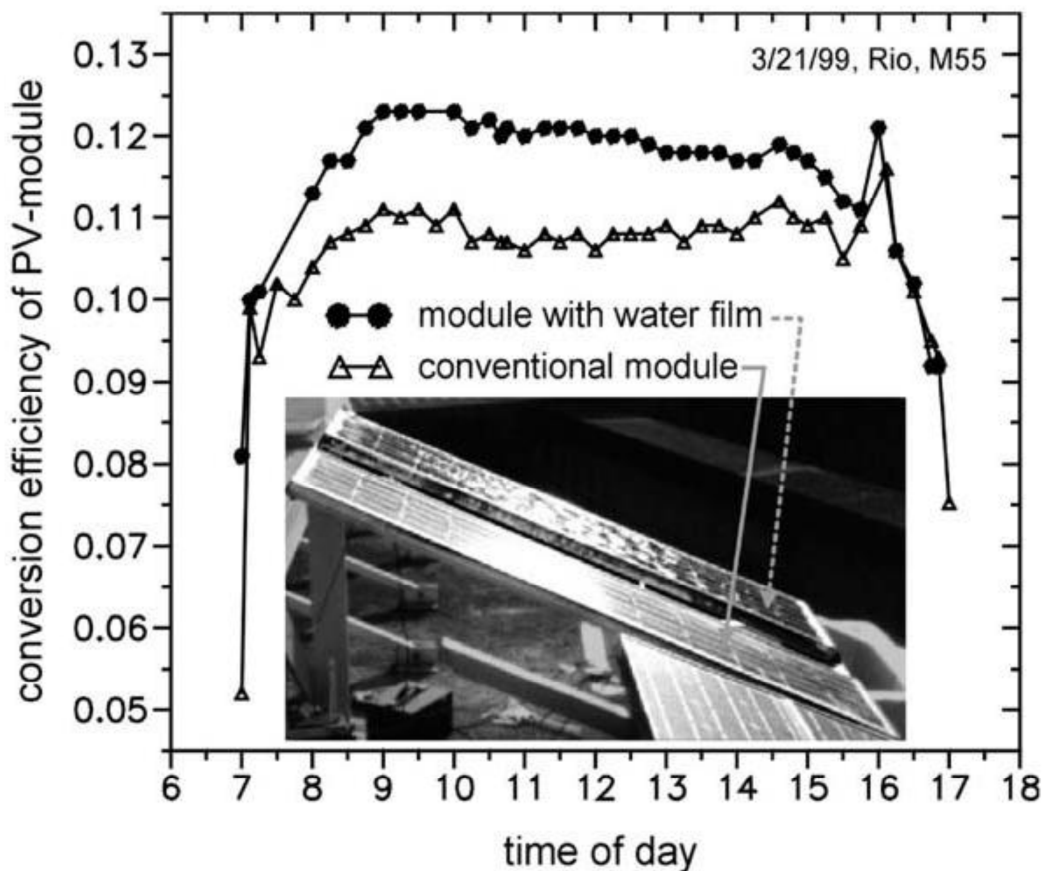 conversion efficiency of PV-module
0.13
0.12
0.11
0.10
0.09
0.08
0.07
0.06
0.05
3/21/99, Rio, M55
module with water film
conventional module
6 7 8 9 10 11 12 13 14 15 16 17 18
time of day